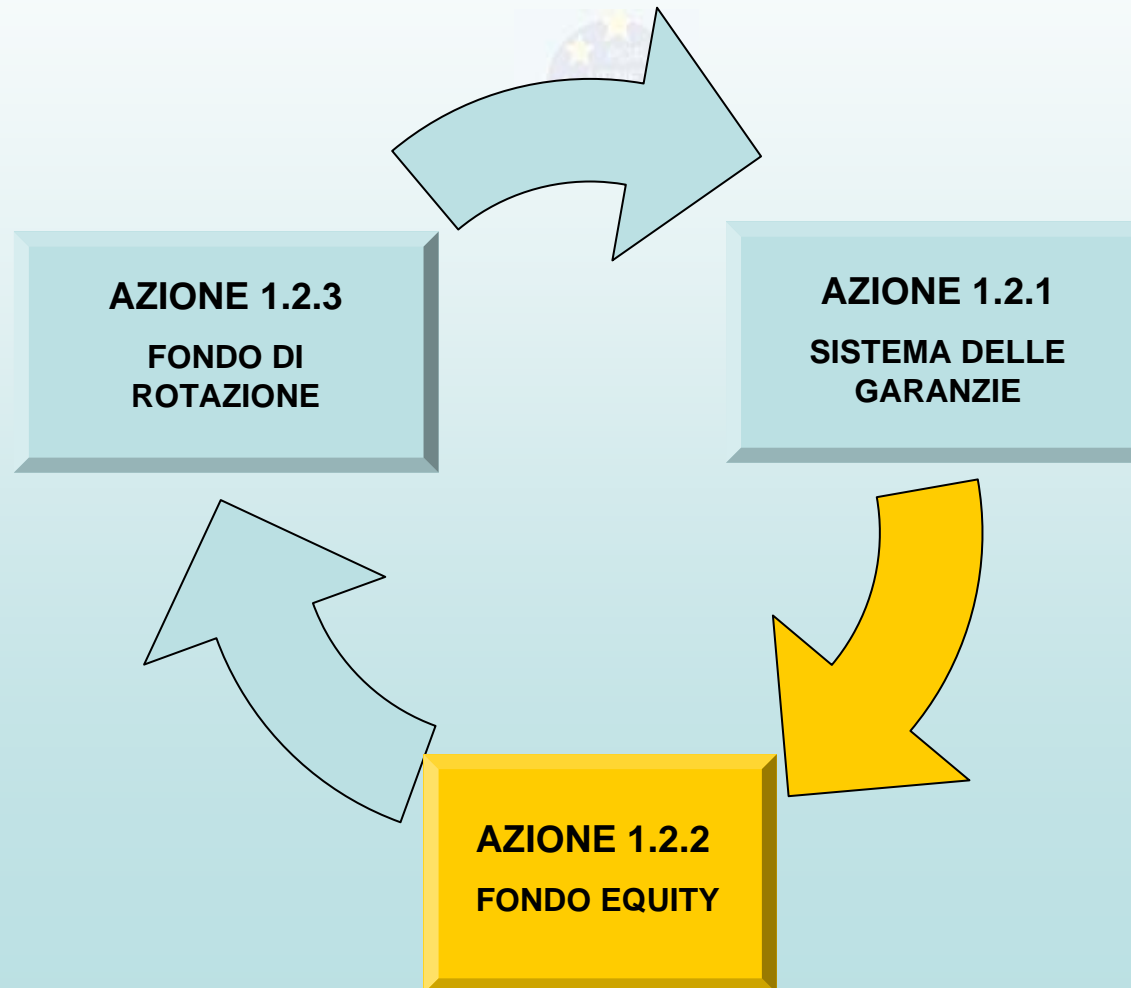 AZIONE 1.2.3
FONDO DI
ROTAZIONE
AZIONE 1.2.1
SISTEMA DELLE
GARANZIE
AZIONE 1.2.2
FONDO EQUITY